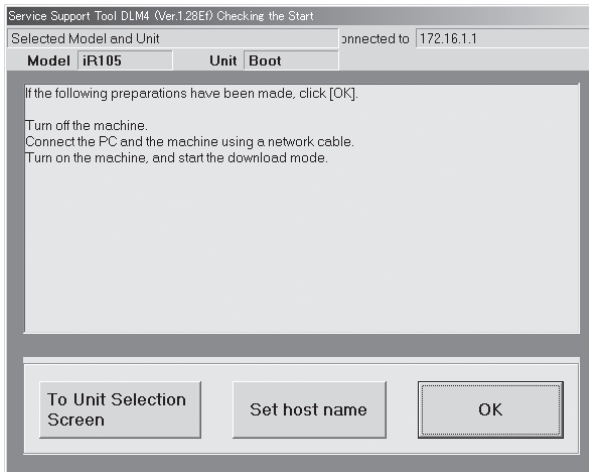 Service Support Tool DLM4 (Ver.1.28Ef) Checking the Start
Selected Model and Unit
onnected to 172.16.1.1
Model iR105 Unit Boot
If the following preparations have been made, click [OK].
Turn off the machine.
Connect the PC and the machine using a network cable.
Turn on the machine, and start the download mode.
To Unit Selection
Screen
Set host name
OK